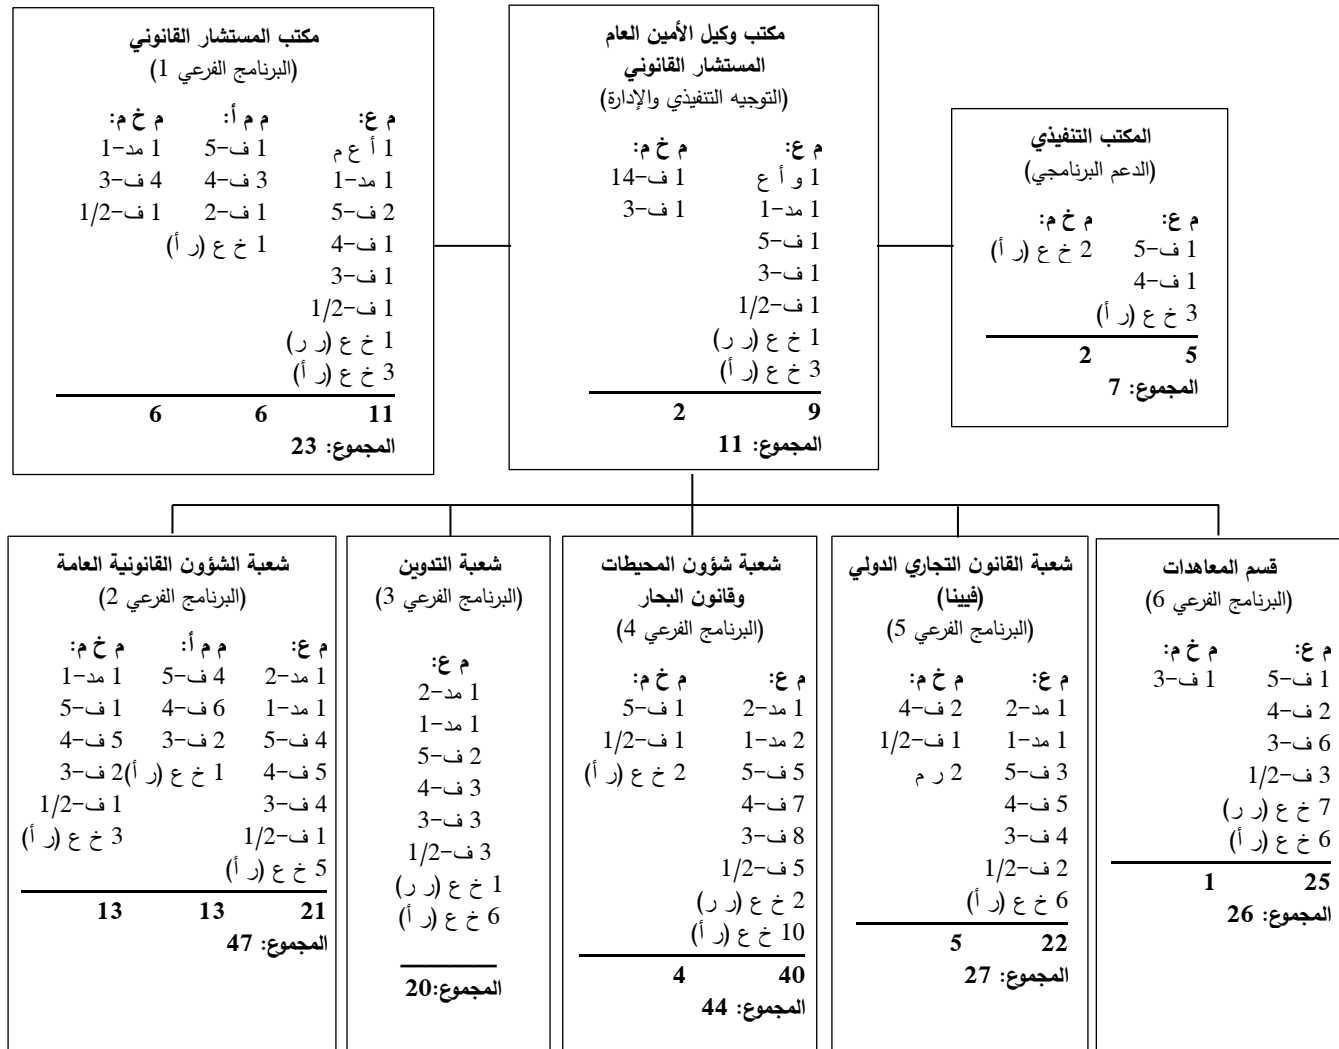 مكتب المستشار القانوني
(البرنامج الفرعي 1)
م ع: م م أ: م خ م:
1 أ ع م 1 ف-5 1 مد-1
1 مد-1 3 ف-4 4 ف-3
2 ف-5 1 ف-2 1 ف-1/2
1 ف-4 1 خ ع (ر أ)
1 ف-3
1 ف-1/2
1 خ ع (ر ر)
3 خ ع (ر أ)
11 6 6
المجموع: 23
مكتب وكيل الأمين العام
المستشار القانوني
(التوجيه التنفيذي والإدارة)
م ع: م خ م:
1 و أ ع 1 ف-14
1 مد-1 1 ف-3
1 ف-5
1 ف-3
1 ف-1/2
1 خ ع (ر ر)
3 خ ع (ر أ)
9 2
المجموع: 11
المكتب التنفيذي
(الدعم البرنامجي)
م ع: م خ م:
1 ف-5 2 خ ع (ر أ)
1 ف-4
3 خ ع (ر أ)
5 2
المجموع: 7
شعبة الشؤون القانونية العامة
(البرنامج الفرعي 2)
م ع: م م أ: م خ م:
1 مد-2 4 ف-5 1 مد-1
1 مد-1 6 ف-4 1 ف-5
4 ف-5 2 ف-3 5 ف-4
5 ف-4 1 خ ع (ر أ) 2 ف-3
4 ف-3 1 ف-1/2
1 ف-1/2 3 خ ع (ر أ)
5 خ ع (ر أ)
21 13 13
المجموع: 47
شعبة التدوين
(البرنامج الفرعي 3)
م ع:
1 مد-2
1 مد-1
2 ف-5
3 ف-4
3 ف-3
3 ف-1/2
1 خ ع (ر ر)
6 خ ع (ر أ)
المجموع:20
شعبة شؤون المحيطات
وقانون البحار
(البرنامج الفرعي 4)
م ع: م خ م:
1 مد-2 1 ف-5
2 مد-1 1 ف-1/2
5 ف-5 2 خ ع (ر أ)
7 ف-4
8 ف-3
5 ف-1/2
2 خ ع (ر ر)
10 خ ع (ر أ)
40 4
المجموع: 44
شعبة القانون التجاري الدولي
(فيينا)
(البرنامج الفرعي 5)
م ع: م خ م:
1 مد-2 2 ف-4
1 مد-1 1 ف-1/2
3 ف-5 2 ر م
5 ف-4
4 ف-3
2 ف-1/2
6 خ ع (ر أ)
22 5
المجموع: 27
قسم المعاهدات
(البرنامج الفرعي 6)
م ع: م خ م:
1 ف-5 1 ف-3
2 ف-4
6 ف-3
3 ف-1/2
7 خ ع (ر ر)
6 خ ع (ر أ)
25 1
المجموع: 26